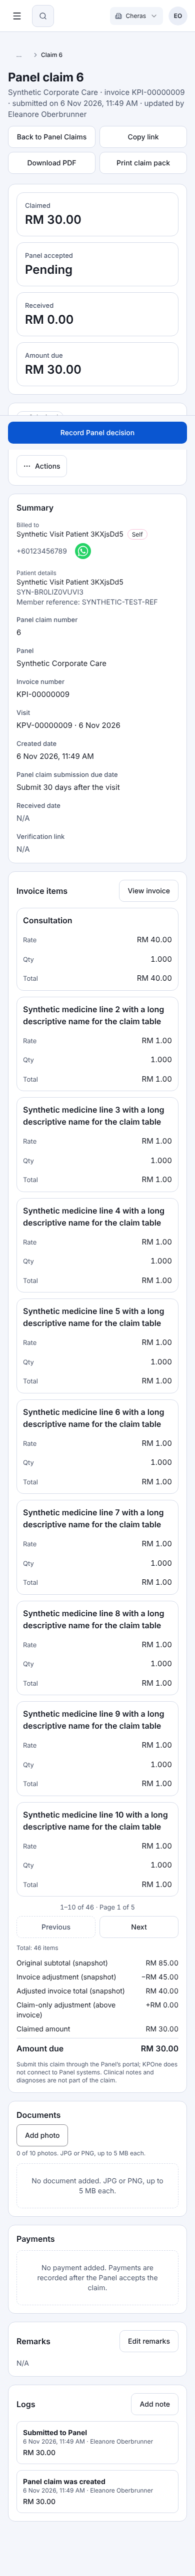 Cheras
EO
... > Claim 6
Panel claim 6
Synthetic Corporate Care · invoice KPI-00000009
· submitted on 6 Nov 2026, 11:49 AM · updated by
Eleanore Oberbrunner
Back to Panel Claims
Copy link
Download PDF
Print claim pack
Claimed
RM 30.00
Panel accepted
Pending
Received
RM 0.00
Amount due
RM 30.00
Record Panel decision
Actions
Summary
Billed to
Synthetic Visit Patient 3KXjsDd5 Self
+60123456789
Patient details
Synthetic Visit Patient 3KXjsDd5
SYN-BR0LIZ0VUVI3
Member reference: SYNTHETIC-TEST-REF
Panel claim number
6
Panel
Synthetic Corporate Care
Invoice number
KPI-00000009
Visit
KPV-00000009 · 6 Nov 2026
Created date
6 Nov 2026, 11:49 AM
Panel claim submission due date
Submit 30 days after the visit
Received date
N/A
Verification link
N/A
Invoice items
View invoice
Consultation
Rate RM 40.00
Qty 1.000
Total RM 40.00
Synthetic medicine line 2 with a long
descriptive name for the claim table
Rate RM 1.00
Qty 1.000
Total RM 1.00
Synthetic medicine line 3 with a long
descriptive name for the claim table
Rate RM 1.00
Qty 1.000
Total RM 1.00
Synthetic medicine line 4 with a long
descriptive name for the claim table
Rate RM 1.00
Qty 1.000
Total RM 1.00
Synthetic medicine line 5 with a long
descriptive name for the claim table
Rate RM 1.00
Qty 1.000
Total RM 1.00
Synthetic medicine line 6 with a long
descriptive name for the claim table
Rate RM 1.00
Qty 1.000
Total RM 1.00
Synthetic medicine line 7 with a long
descriptive name for the claim table
Rate RM 1.00
Qty 1.000
Total RM 1.00
Synthetic medicine line 8 with a long
descriptive name for the claim table
Rate RM 1.00
Qty 1.000
Total RM 1.00
Synthetic medicine line 9 with a long
descriptive name for the claim table
Rate RM 1.00
Qty 1.000
Total RM 1.00
Synthetic medicine line 10 with a long
descriptive name for the claim table
Rate RM 1.00
Qty 1.000
Total RM 1.00
1–10 of 46 · Page 1 of 5
Previous
Next
Total: 46 items
Original subtotal (snapshot) RM 85.00
Invoice adjustment (snapshot) −RM 45.00
Adjusted invoice total (snapshot) RM 40.00
Claim-only adjustment (above +RM 0.00
invoice)
Claimed amount RM 30.00
Amount due RM 30.00
Submit this claim through the Panel's portal; KPOne does
not connect to Panel systems. Clinical notes and
diagnoses are not part of the claim.
Documents
Add photo
0 of 10 photos. JPG or PNG, up to 5 MB each.
No document added. JPG or PNG, up to
5 MB each.
Payments
No payment added. Payments are
recorded after the Panel accepts the
claim.
Remarks
Edit remarks
N/A
Logs
Add note
Submitted to Panel
6 Nov 2026, 11:49 AM · Eleanore Oberbrunner
RM 30.00
Panel claim was created
6 Nov 2026, 11:49 AM · Eleanore Oberbrunner
RM 30.00